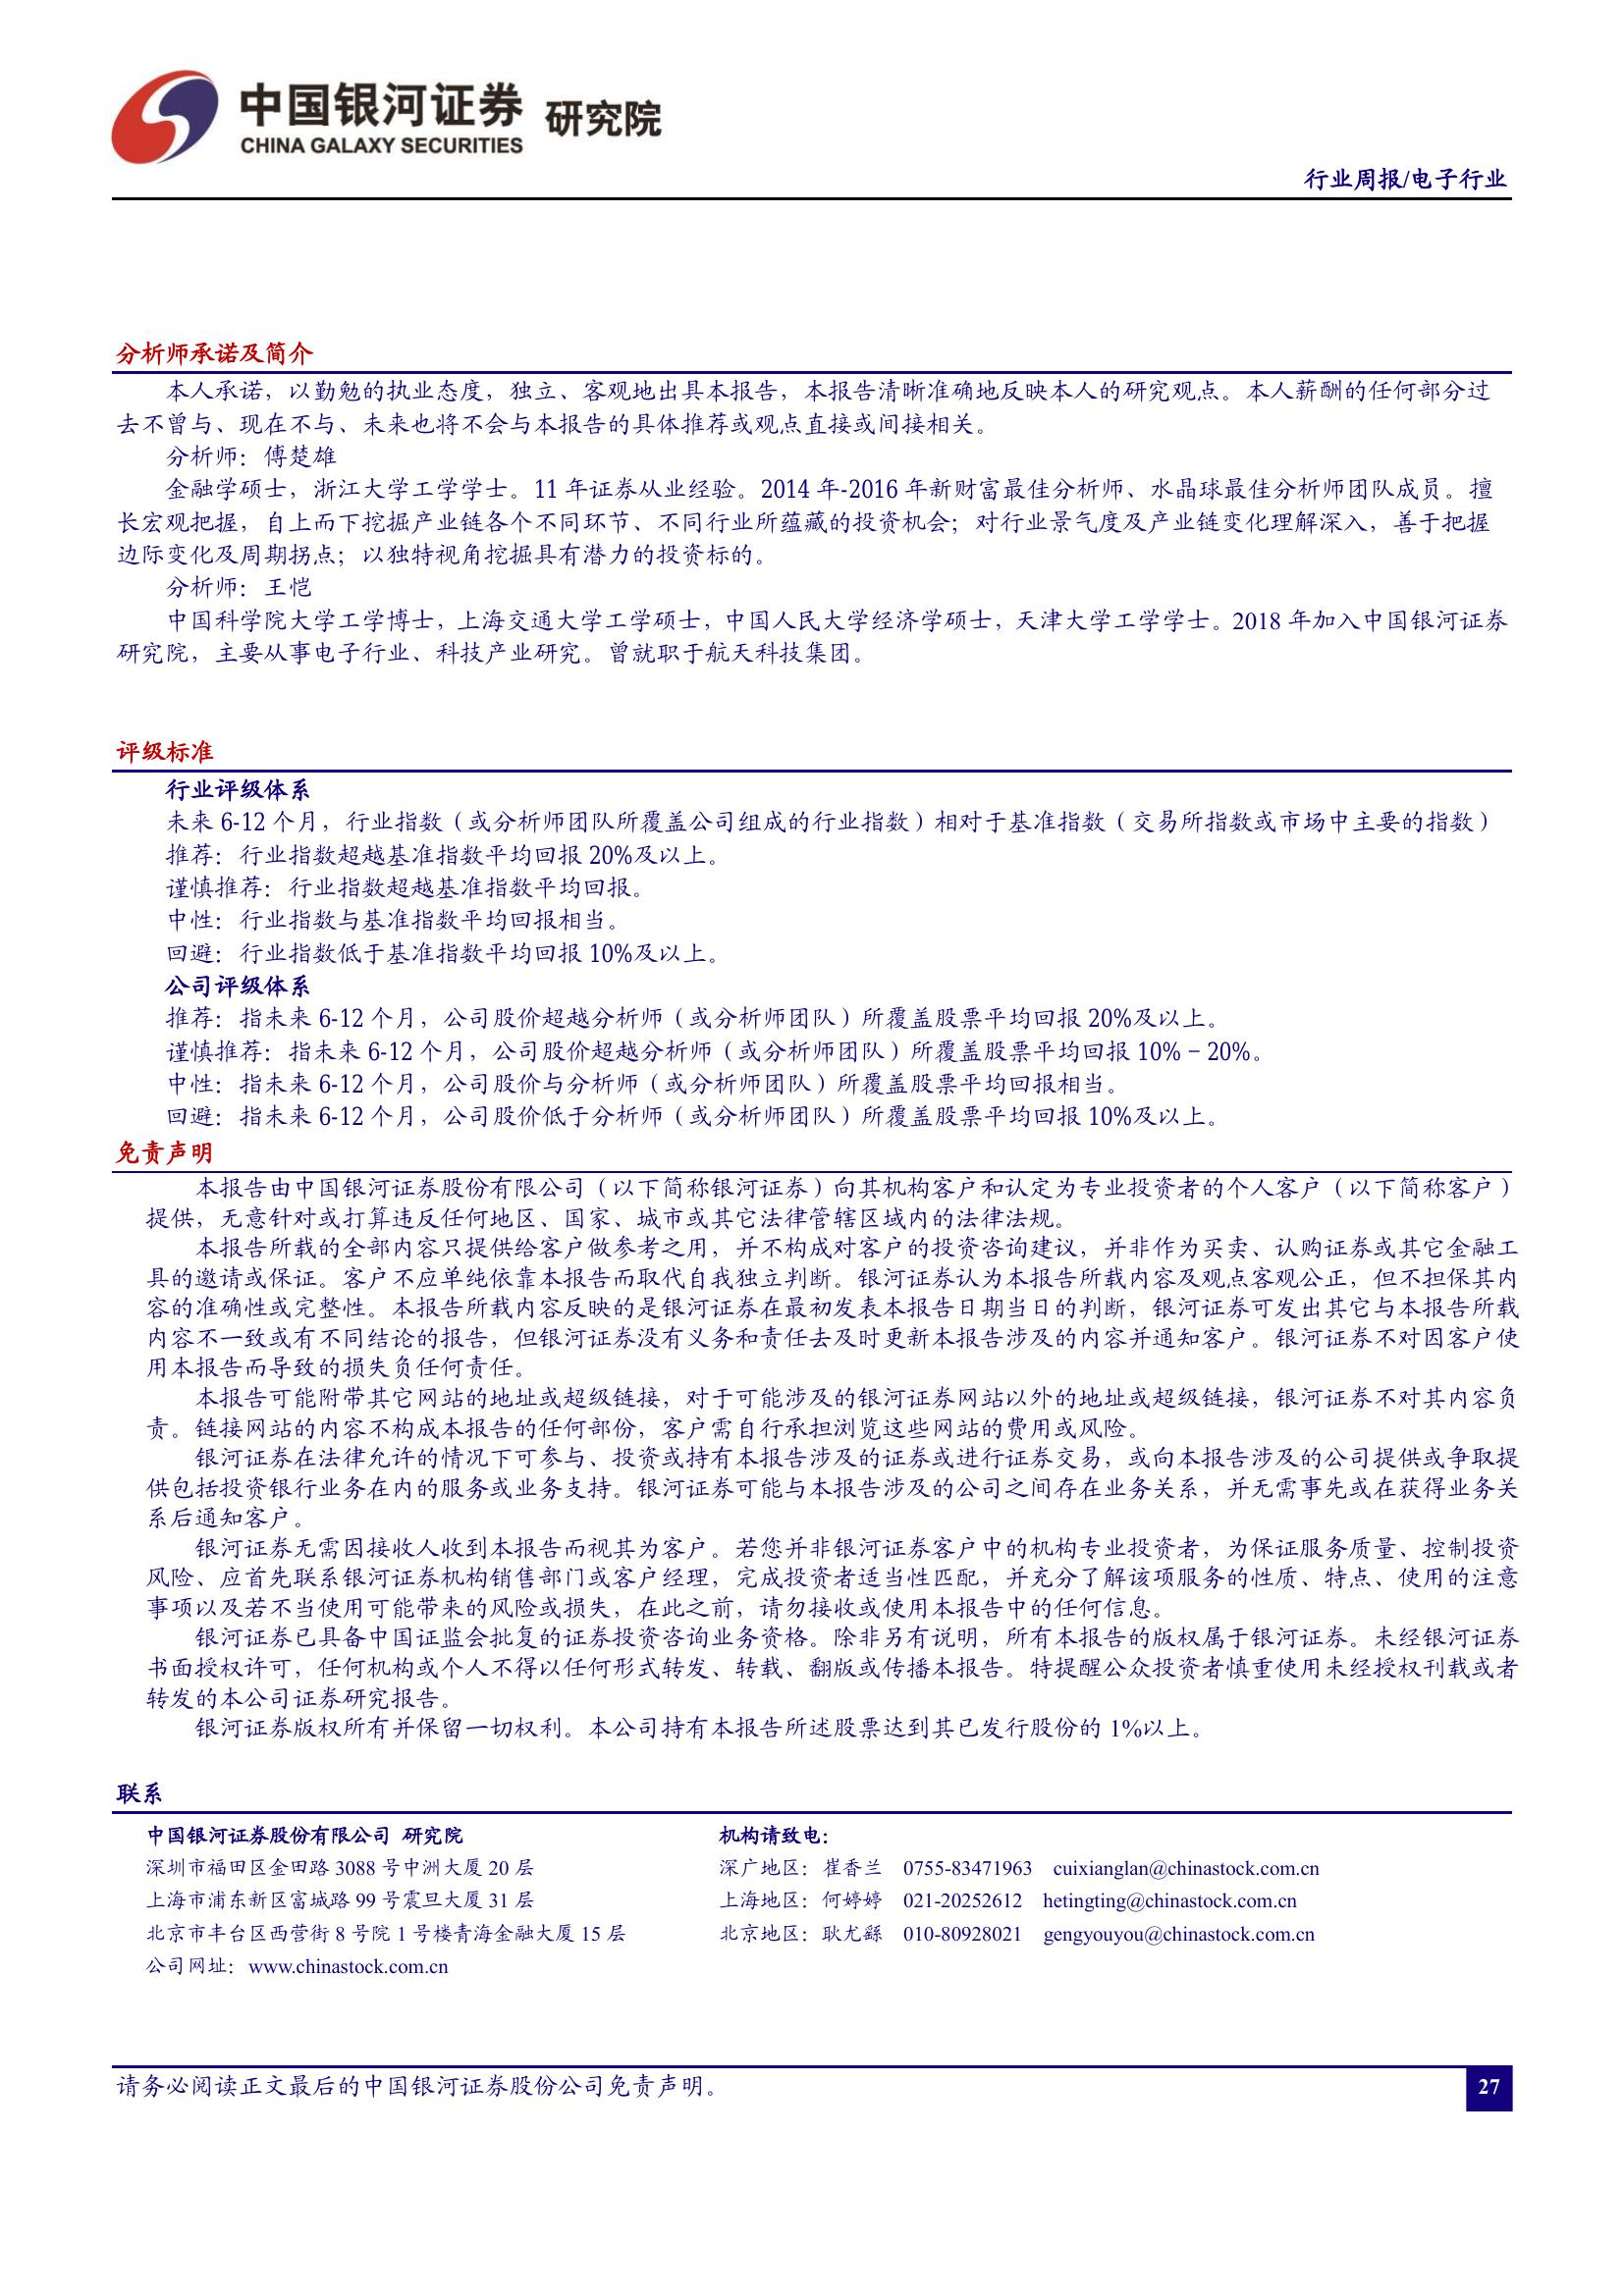 中国银河证券 研究院
CHINA GALAXY SECURITIES
行业周报/电子行业
分析师承诺及简介
本人承诺，以勤勉的执业态度，独立、客观地出具本报告，本报告清晰准确地反映本人的研究观点。本人薪酬的任何部分过
去不曾与、现在不与、未来也将不会与本报告的具体推荐或观点直接或间接相关。
分析师：傅楚雄
金融学硕士，浙江大学工学学士。11 年证券从业经验。2014 年-2016 年新财富最佳分析师、水晶球最佳分析师团队成员。擅
长宏观把握，自上而下挖掘产业链各个不同环节、不同行业所蕴藏的投资机会；对行业景气度及产业链变化理解深入，善于把握
边际变化及周期拐点；以独特视角挖掘具有潜力的投资标的。
分析师：王恺
中国科学院大学工学博士，上海交通大学工学硕士，中国人民大学经济学硕士，天津大学工学学士。2018 年加入中国银河证券
研究院，主要从事电子行业、科技产业研究。曾就职于航天科技集团。
评级标准
行业评级体系
未来 6-12 个月，行业指数（或分析师团队所覆盖公司组成的行业指数）相对于基准指数（交易所指数或市场中主要的指数）
推荐：行业指数超越基准指数平均回报 20%及以上。
谨慎推荐：行业指数超越基准指数平均回报。
中性：行业指数与基准指数平均回报相当。
回避：行业指数低于基准指数平均回报 10%及以上。
公司评级体系
推荐：指未来 6-12 个月，公司股价超越分析师（或分析师团队）所覆盖股票平均回报 20%及以上。
谨慎推荐：指未来 6-12 个月，公司股价超越分析师（或分析师团队）所覆盖股票平均回报 10%－20%。
中性：指未来 6-12 个月，公司股价与分析师（或分析师团队）所覆盖股票平均回报相当。
回避：指未来 6-12 个月，公司股价低于分析师（或分析师团队）所覆盖股票平均回报 10%及以上。
免责声明
本报告由中国银河证券股份有限公司（以下简称银河证券）向其机构客户和认定为专业投资者的个人客户（以下简称客户）
提供，无意针对或打算违反任何地区、国家、城市或其它法律管辖区域内的法律法规。
本报告所载的全部内容只提供给客户做参考之用，并不构成对客户的投资咨询建议，并非作为买卖、认购证券或其它金融工
具的邀请或保证。客户不应单纯依靠本报告而取代自我独立判断。银河证券认为本报告所载内容及观点客观公正，但不担保其内
容的准确性或完整性。本报告所载内容反映的是银河证券在最初发表本报告日期当日的判断，银河证券可发出其它与本报告所载
内容不一致或有不同结论的报告，但银河证券没有义务和责任去及时更新本报告涉及的内容并通知客户。银河证券不对因客户使
用本报告而导致的损失负任何责任。
本报告可能附带其它网站的地址或超级链接，对于可能涉及的银河证券网站以外的地址或超级链接，银河证券不对其内容负
责。链接网站的内容不构成本报告的任何部份，客户需自行承担浏览这些网站的费用或风险。
银河证券在法律允许的情况下可参与、投资或持有本报告涉及的证券或进行证券交易，或向本报告涉及的公司提供或争取提
供包括投资银行业务在内的服务或业务支持。银河证券可能与本报告涉及的公司之间存在业务关系，并无需事先或在获得业务关
系后通知客户。
银河证券无需因接收人收到本报告而视其为客户。若您并非银河证券客户中的机构专业投资者，为保证服务质量、控制投资
风险、应首先联系银河证券机构销售部门或客户经理，完成投资者适当性匹配，并充分了解该项服务的性质、特点、使用的注意
事项以及若不当使用可能带来的风险或损失，在此之前，请勿接收或使用本报告中的任何信息。
银河证券已具备中国证监会批复的证券投资咨询业务资格。除非另有说明，所有本报告的版权属于银河证券。未经银河证券
书面授权许可，任何机构或个人不得以任何形式转发、转载、翻版或传播本报告。特提醒公众投资者慎重使用未经授权刊载或者
转发的本公司证券研究报告。
银河证券版权所有并保留一切权利。本公司持有本报告所述股票达到其已发行股份的 1%以上。
联系
中国银河证券股份有限公司 研究院 机构请致电：
深圳市福田区金田路 3088 号中洲大厦 20 层 深广地区：崔香兰 0755-83471963 cuixianglan@chinastock.com.cn
上海市浦东新区富城路 99 号震旦大厦 31 层 上海地区：何婷婷 021-20252612 hetingting@chinastock.com.cn
北京市丰台区西营街 8 号院 1 号楼青海金融大厦 15 层 北京地区：耿尤繇 010-80928021 gengyouyou@chinastock.com.cn
公司网址：www.chinastock.com.cn
请务必阅读正文最后的中国银河证券股份公司免责声明。
27